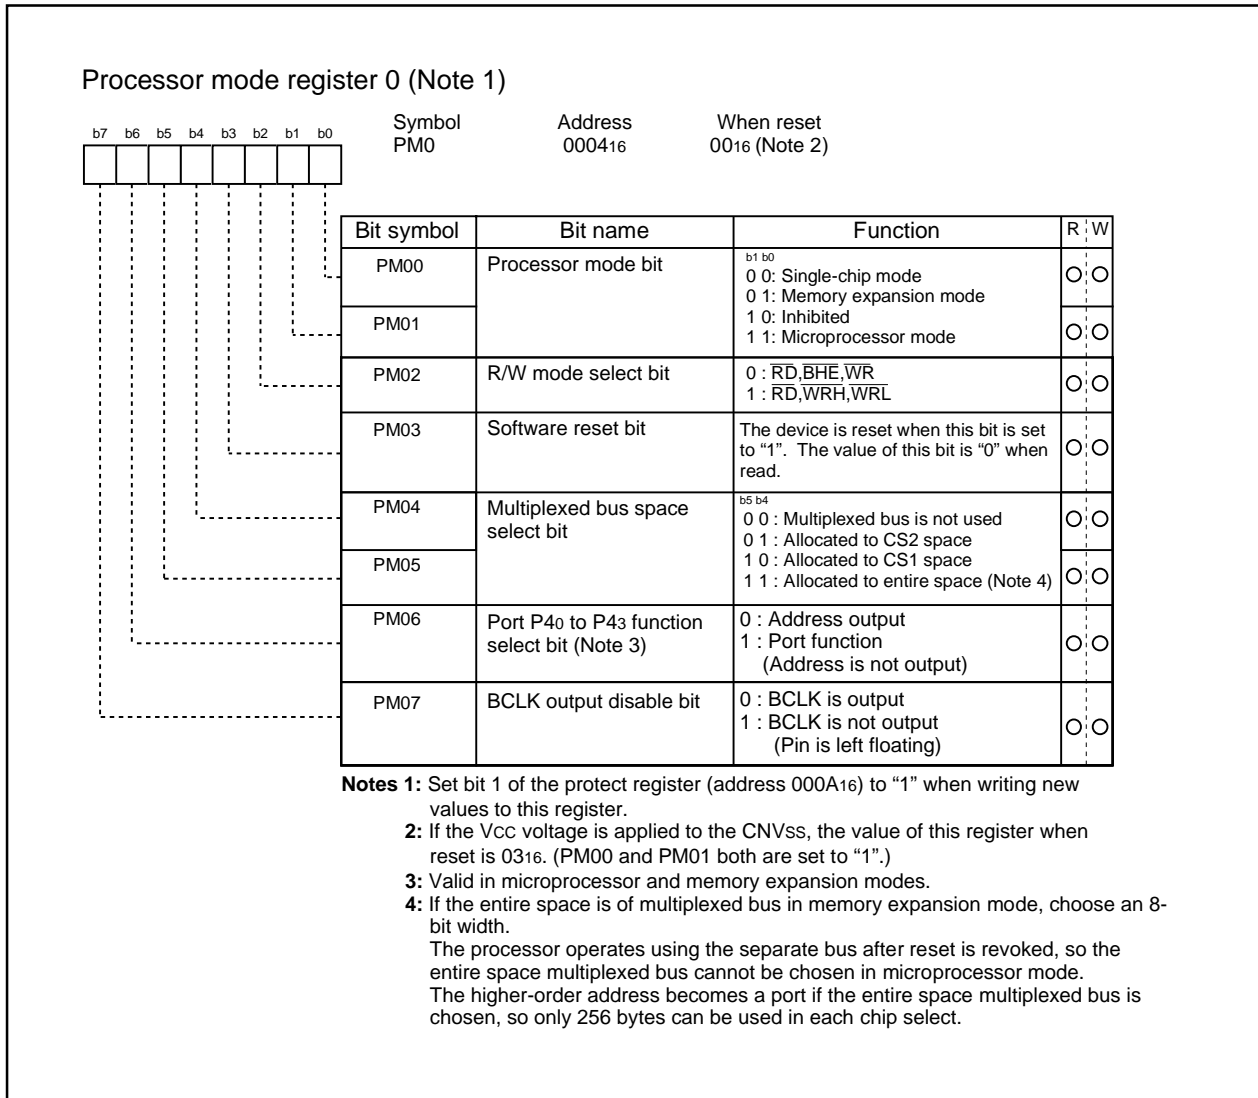 Processor mode register 0 (Note 1)
Symbol Address When reset
b7 b6 b5 b4 b3 b2 b1 b0
PM0 000416 0016 (Note 2)
Bit symbol Bit name Function R W
PM00 Processor mode bit
b1 b0
0 0: Single-chip mode
0 1: Memory expansion mode
PM01
1 0: Inhibited
1 1: Microprocessor mode
PM02 R/W mode select bit
0 : R̅D̅,B̅H̅E̅,W̅R̅
1 : R̅D̅,W̅R̅H̅,W̅R̅L̅
PM03 Software reset bit
The device is reset when this bit is set
to “1”. The value of this bit is “0” when
read.
PM04 Multiplexed bus space
select bit
b5 b4
0 0 : Multiplexed bus is not used
0 1 : Allocated to CS2 space
PM05
1 0 : Allocated to CS1 space
1 1 : Allocated to entire space (Note 4)
PM06 Port P40 to P43 function
select bit (Note 3)
0 : Address output
1 : Port function
(Address is not output)
PM07 BCLK output disable bit
0 : BCLK is output
1 : BCLK is not output
(Pin is left floating)
Notes 1: Set bit 1 of the protect register (address 000A16) to “1” when writing new
values to this register.
2: If the VCC voltage is applied to the CNVSS, the value of this register when
reset is 0316. (PM00 and PM01 both are set to “1”.)
3: Valid in microprocessor and memory expansion modes.
4: If the entire space is of multiplexed bus in memory expansion mode, choose an 8-
bit width.
The processor operates using the separate bus after reset is revoked, so the
entire space multiplexed bus cannot be chosen in microprocessor mode.
The higher-order address becomes a port if the entire space multiplexed bus is
chosen, so only 256 bytes can be used in each chip select.